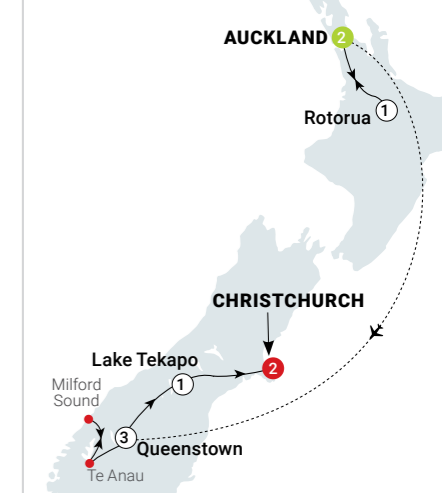 AUCKLAND 2
Rotorua 1
CHRISTCHURCH
2
Lake Tekapo
1
Milford
Sound
3
Queenstown
Te Anau